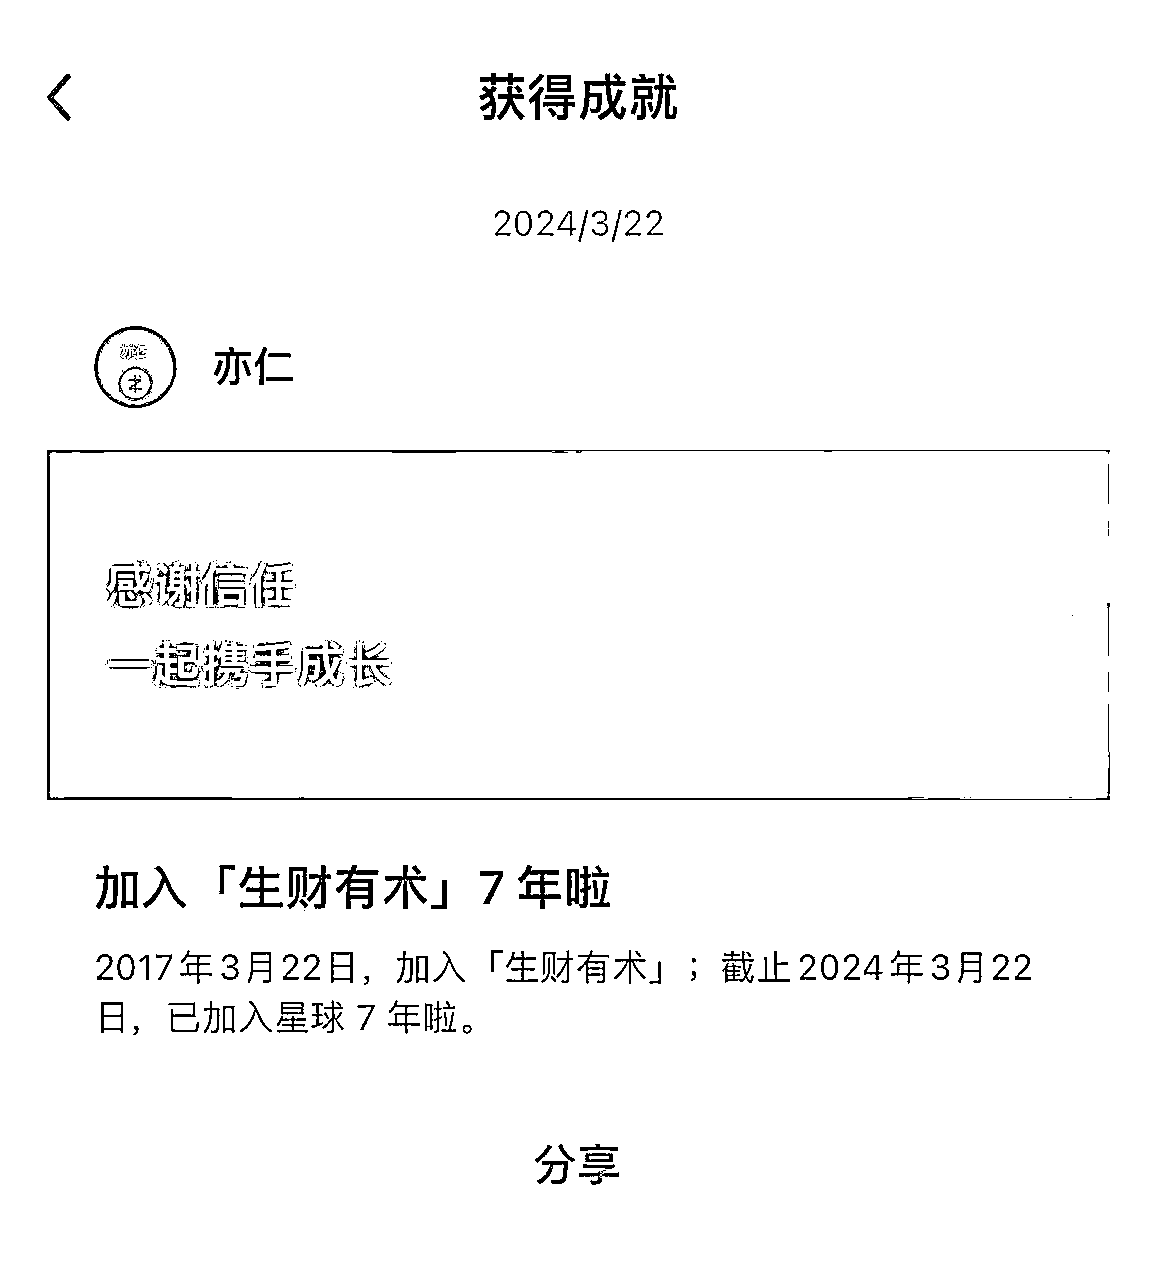 获得成就
2024/3/22
亦仁
感谢信任
一起携手成长
加入「生财有术」7 年啦
2017年3月22日，加入「生财有术」；截止2024年3月22
日，已加入星球 7 年啦。
分享